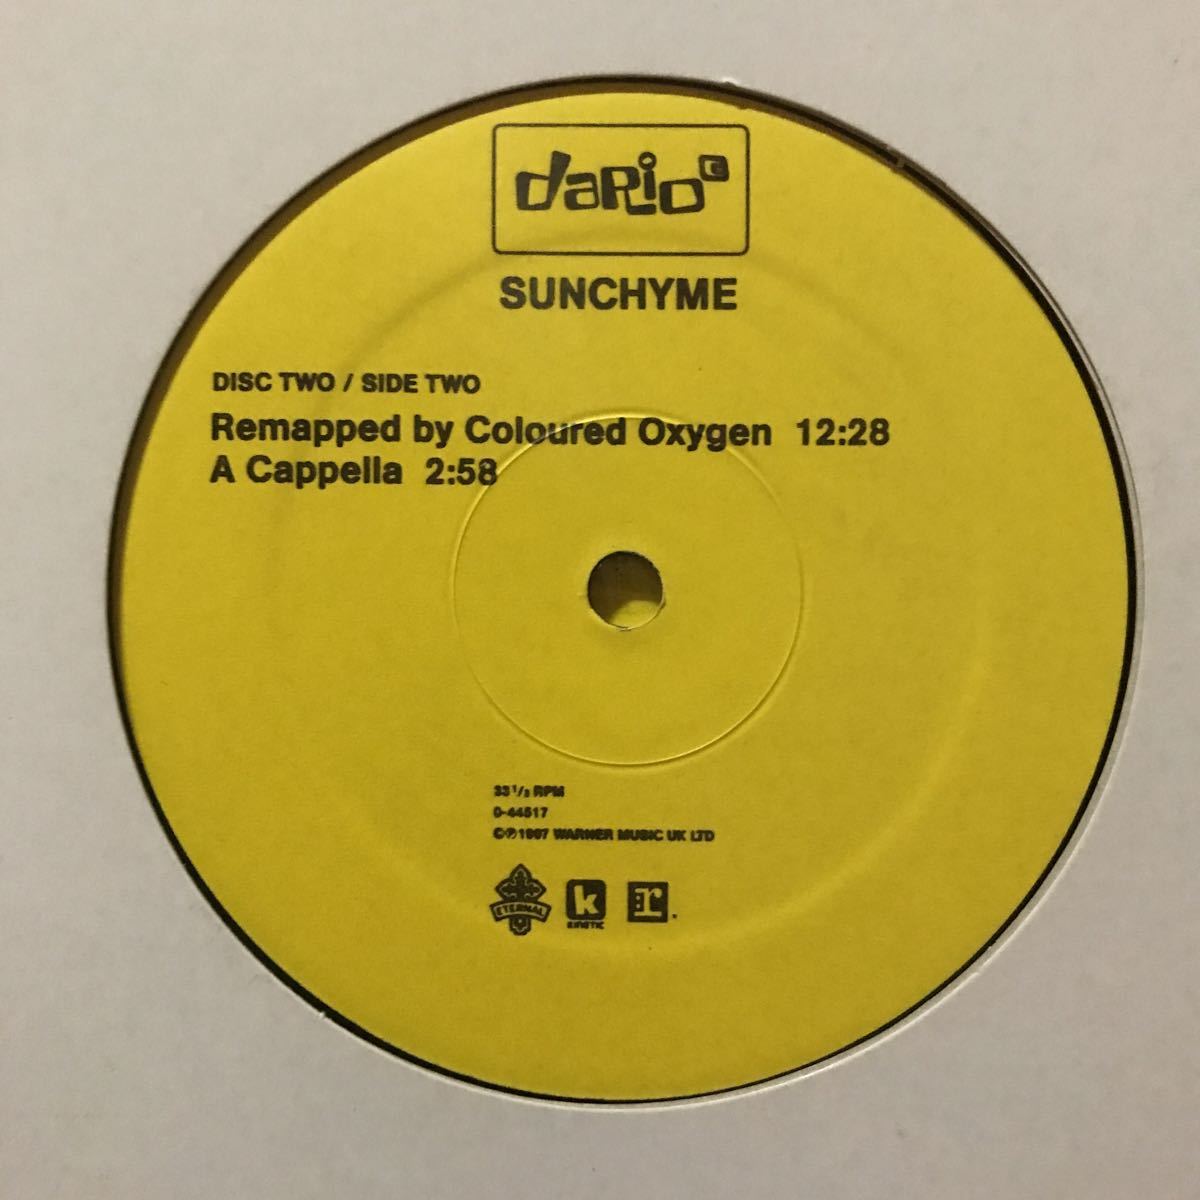 daRio G
SUNCHYME
DISC TWO / SIDE TWO
Remapped by Coloured Oxygen 12:28
A Cappella 2:58
33 1/3 RPM
0-44517
©℗1997 WARNER MUSIC UK LTD
ETERNAL
k
KINETIC
:r.